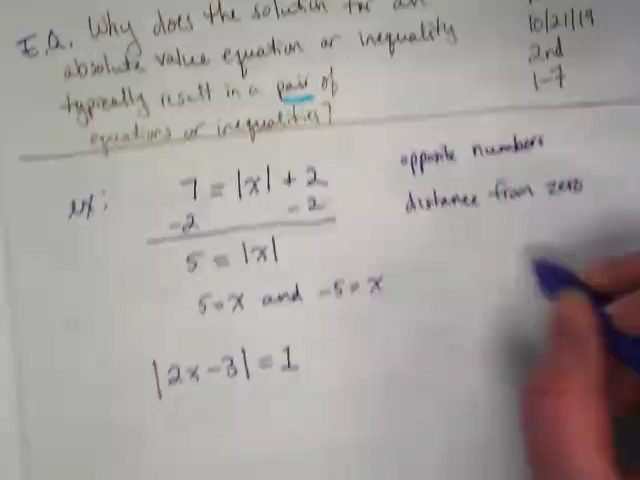 E.Q. Why does the solution for an
absolute value equation or inequality
typically result in a pair of
equations or inequalities?
10/21/19
2nd
1-7
opposite numbers
distance from zero
7 = |x| + 2
-2 - 2
5 = |x|
5 = x and -5 = x
|2x - 3| = 1